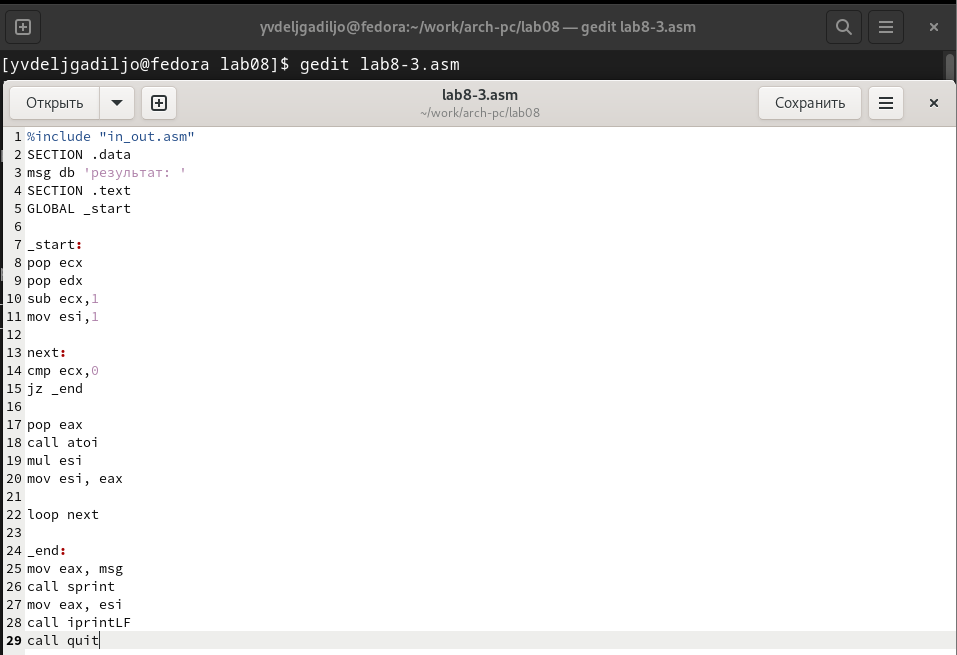 yvdeljgadiljo@fedora:~/work/arch-pc/lab08 — gedit lab8-3.asm
[yvdeljgadiljo@fedora lab08]$ gedit lab8-3.asm
Открыть
lab8-3.asm
~/work/arch-pc/lab08
Сохранить
1 %include "in_out.asm"
2 SECTION .data
3 msg db 'результат: '
4 SECTION .text
5 GLOBAL _start
6
7 _start:
8 pop ecx
9 pop edx
10 sub ecx,1
11 mov esi,1
12
13 next:
14 cmp ecx,0
15 jz _end
16
17 pop eax
18 call atoi
19 mul esi
20 mov esi, eax
21
22 loop next
23
24 _end:
25 mov eax, msg
26 call sprint
27 mov eax, esi
28 call iprintLF
29 call quit